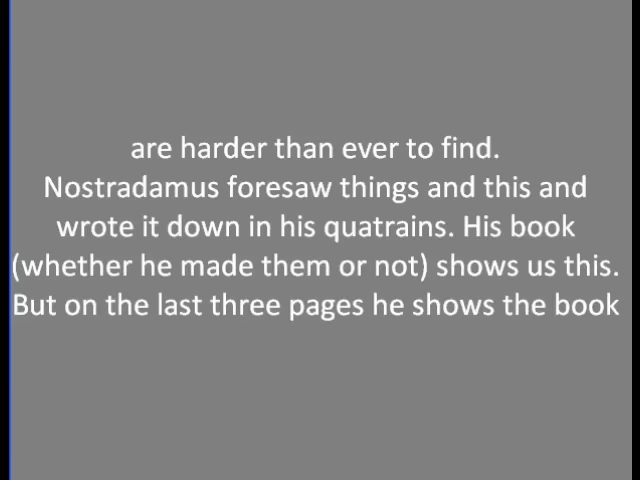 are harder than ever to find.
Nostradamus foresaw things and this and
wrote it down in his quatrains. His book
(whether he made them or not) shows us this.
But on the last three pages he shows the book